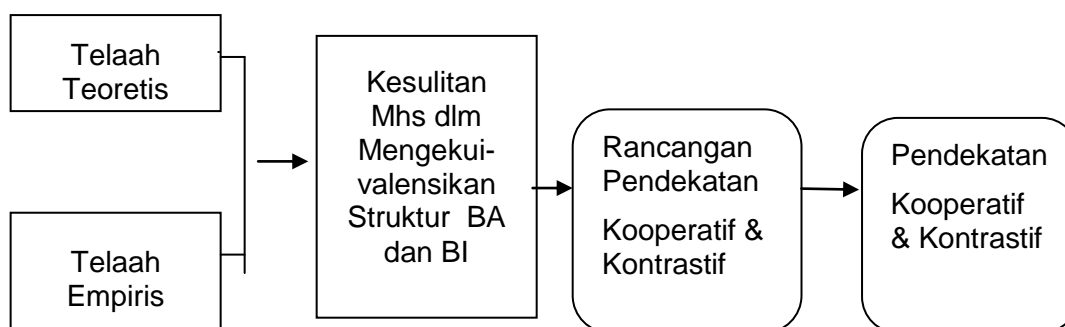 Telaah
Teoretis
Telaah
Empiris
Kesulitan
Mhs dlm
Mengekui-
valensikan
Struktur BA
dan BI
Rancangan
Pendekatan
Kooperatif &
Kontrastif
Pendekatan
Kooperatif
& Kontrastif